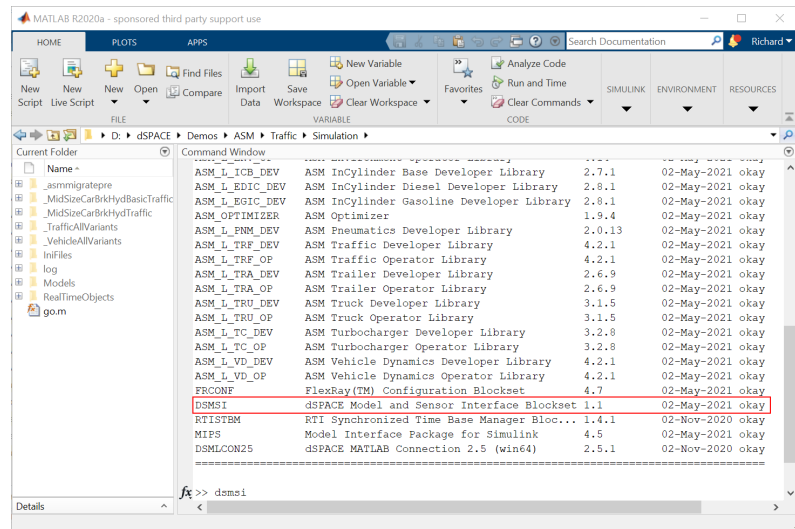 MATLAB R2020a - sponsored third party support use
HOME PLOTS APPS Search Documentation Richard
New Script
New Live Script
New
Open
Find Files
Compare
Import Data
Save Workspace
New Variable
Open Variable
Clear Workspace
Favorites
Analyze Code
Run and Time
Clear Commands
SIMULINK
ENVIRONMENT
RESOURCES
FILE VARIABLE CODE
D: dSPACE Demos ASM Traffic Simulation
Current Folder
Name
_asmmigratepre
_MidSizeCarBrkHydBasicTraffic
_MidSizeCarBrkHydTraffic
_TrafficAllVariants
_VehicleAllVariants
IniFiles
log
Models
RealTimeObjects
go.m
Details
Command Window
ASM_L_ICB_DEV ASM InCylinder Base Developer Library 2.7.1 02-May-2021 okay
ASM_L_EDIC_DEV ASM InCylinder Diesel Developer Library 2.8.1 02-May-2021 okay
ASM_L_EGIC_DEV ASM InCylinder Gasoline Developer Library 2.8.1 02-May-2021 okay
ASM_OPTIMIZER ASM Optimizer 1.9.4 02-May-2021 okay
ASM_L_PNM_DEV ASM Pneumatics Developer Library 2.0.13 02-May-2021 okay
ASM_L_TRF_DEV ASM Traffic Developer Library 4.2.1 02-May-2021 okay
ASM_L_TRF_OP ASM Traffic Operator Library 4.2.1 02-May-2021 okay
ASM_L_TRA_DEV ASM Trailer Developer Library 2.6.9 02-May-2021 okay
ASM_L_TRA_OP ASM Trailer Operator Library 2.6.9 02-May-2021 okay
ASM_L_TRU_DEV ASM Truck Developer Library 3.1.5 02-May-2021 okay
ASM_L_TRU_OP ASM Truck Operator Library 3.1.5 02-May-2021 okay
ASM_L_TC_DEV ASM Turbocharger Developer Library 3.2.8 02-May-2021 okay
ASM_L_TC_OP ASM Turbocharger Operator Library 3.2.8 02-May-2021 okay
ASM_L_VD_DEV ASM Vehicle Dynamics Developer Library 4.2.1 02-May-2021 okay
ASM_L_VD_OP ASM Vehicle Dynamics Operator Library 4.2.1 02-May-2021 okay
FRCONF FlexRay(TM) Configuration Blockset 4.7 02-May-2021 okay
DSMSI dSPACE Model and Sensor Interface Blockset 1.1 02-May-2021 okay
RTISTBM RTI Synchronized Time Base Manager Bloc... 1.4.1 02-Nov-2020 okay
MIPS Model Interface Package for Simulink 4.5 02-May-2021 okay
DSMLCON25 dSPACE MATLAB Connection 2.5 (win64) 2.5.1 02-Nov-2020 okay
fx >> dsmsi